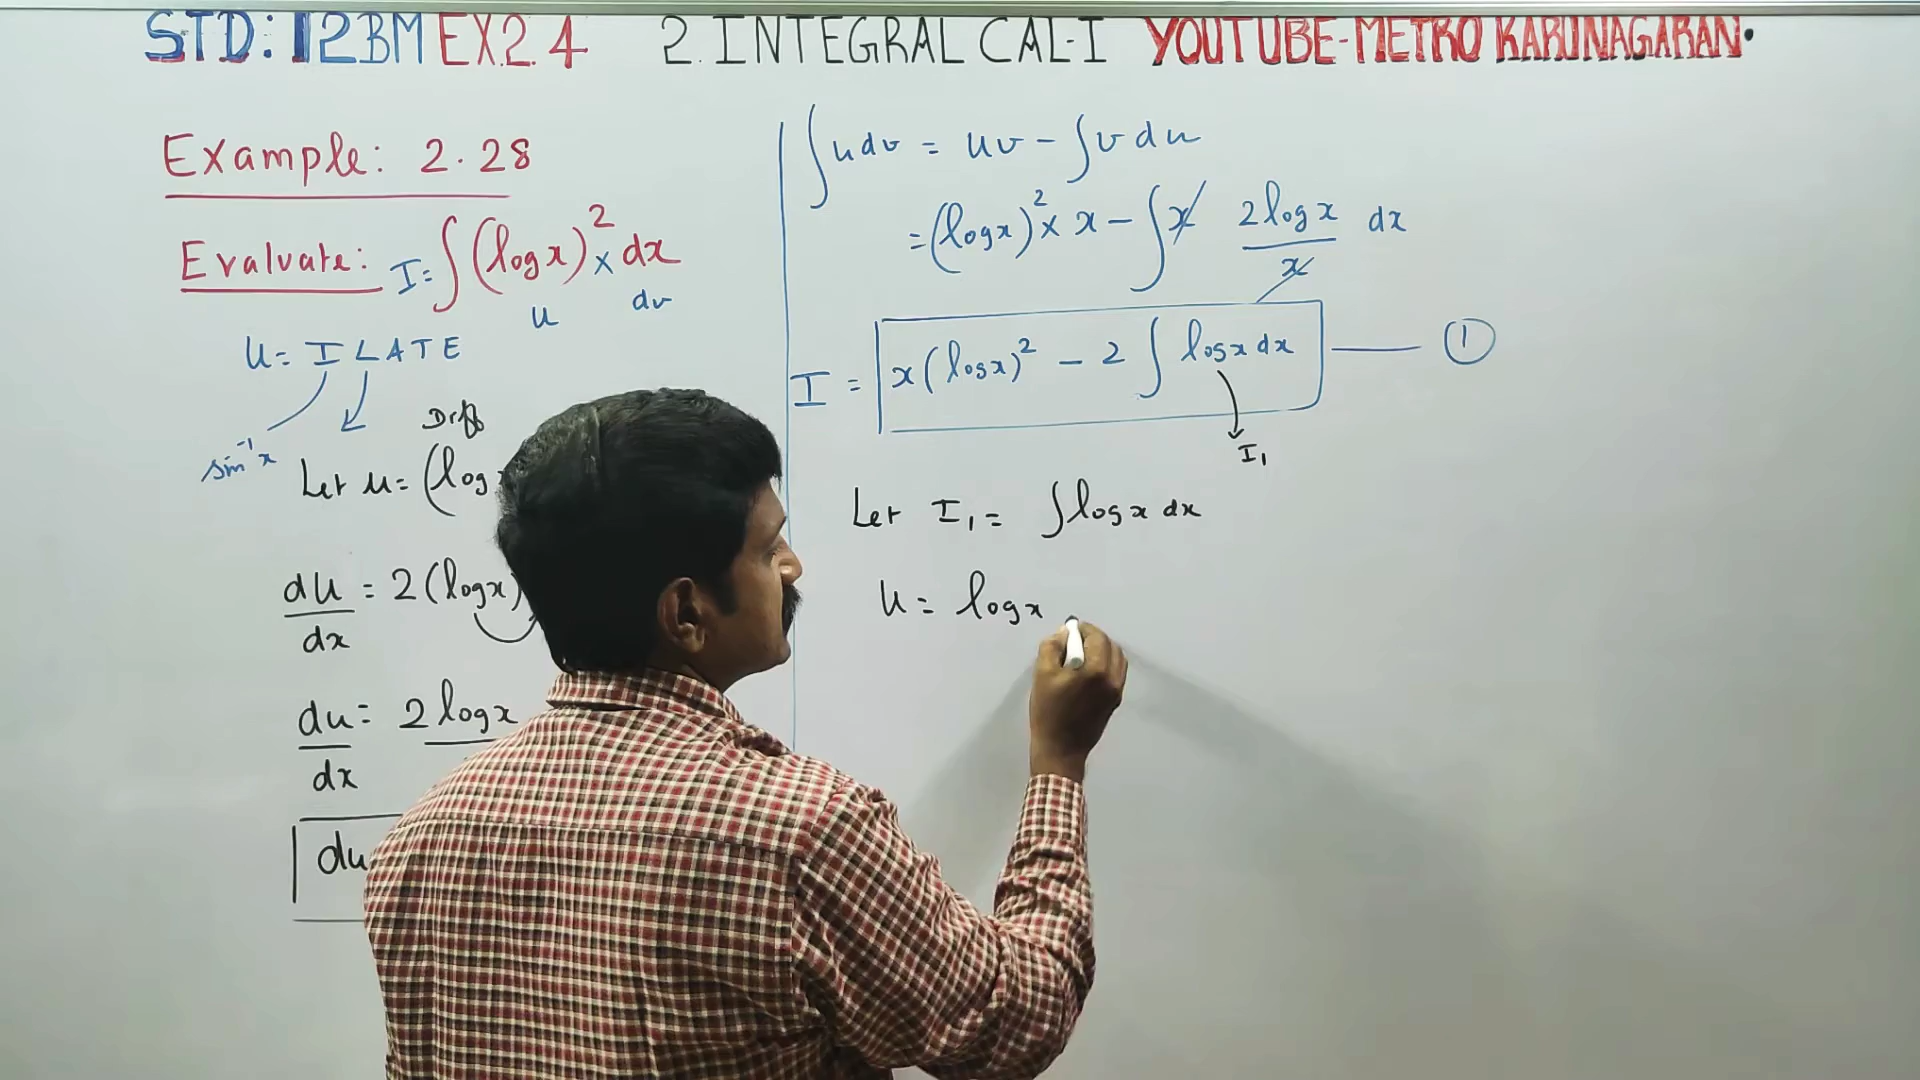 STD: 12BM EX2.4 2. INTEGRAL CAL-I YOUTUBE-METRO KARUNAGARAN.
Example: 2.28
Evaluate: I = ∫(log x)² × dx
u dv
u = I L A T E
sin⁻¹x
Diff
Let u = (log
du/dx = 2(log x)
du/dx = 2 log x
du
∫u dv = uv - ∫v du
= (log x)² × x - ∫x 2 log x/x dx
I = x(log x)² - 2 ∫ log x dx —— ①
I₁
Let I₁ = ∫ log x dx
u = log x